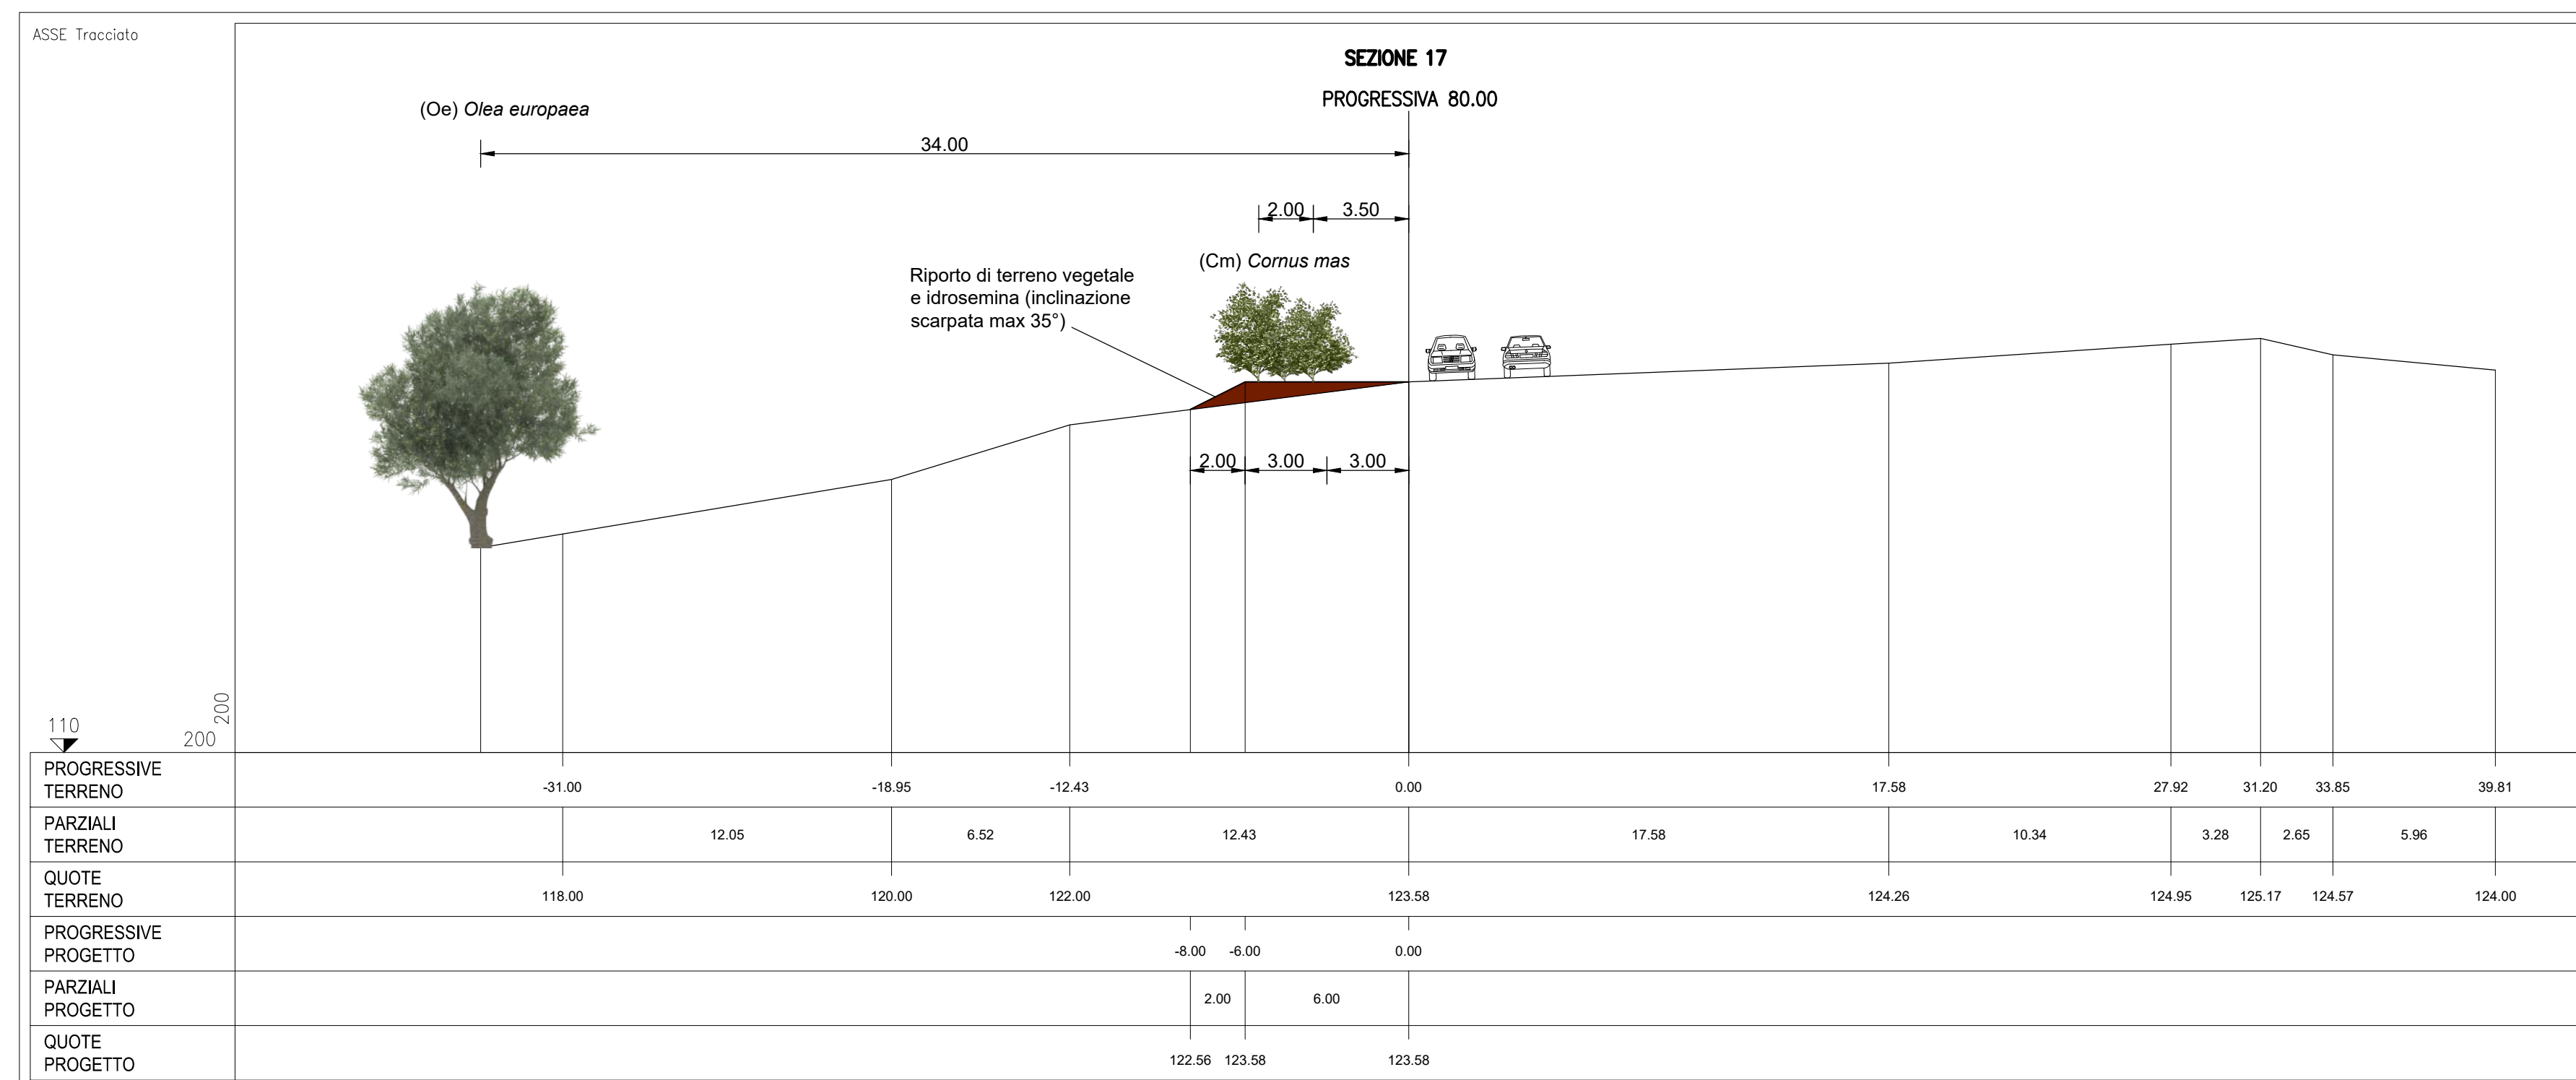 ASSE Tracciato
SEZIONE 17
PROGRESSIVA 80.00
(Oe) Olea europaea
34.00
2.00 3.50
(Cm) Cornus mas
Riporto di terreno vegetale
e idrosemina (inclinazione
scarpata max 35°)
2.00 3.00 3.00
200
110
200
PROGRESSIVE
TERRENO
-31.00 -18.95 -12.43 0.00 17.58 27.92 31.20 33.85 39.81
PARZIALI
TERRENO
12.05 6.52 12.43 17.58 10.34 3.28 2.65 5.96
QUOTE
TERRENO
118.00 120.00 122.00 123.58 124.26 124.95 125.17 124.57 124.00
PROGRESSIVE
PROGETTO
-8.00 -6.00 0.00
PARZIALI
PROGETTO
2.00 6.00
QUOTE
PROGETTO
122.56 123.58 123.58